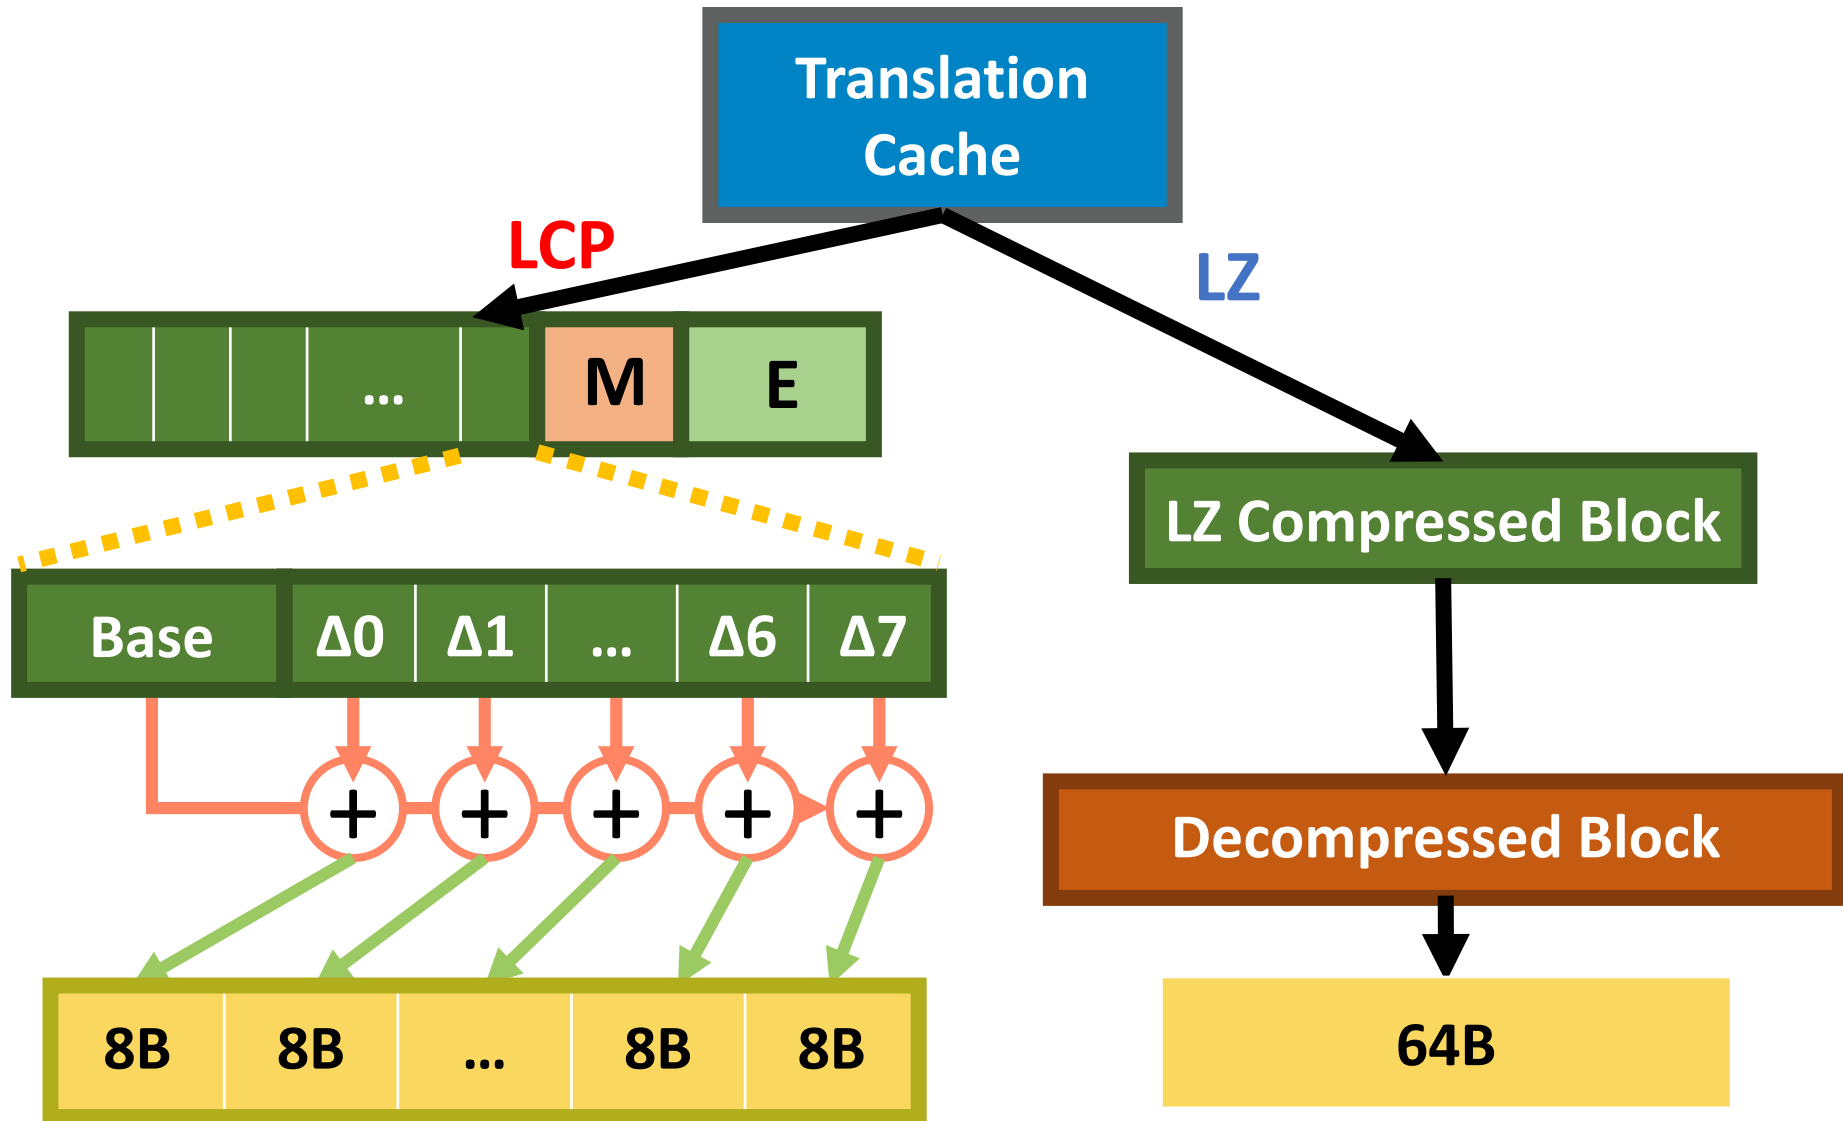 Translation
Cache
LCP
LZ
... M E
LZ Compressed Block
Base Δ0 Δ1 ... Δ6 Δ7
+ + + + +
Decompressed Block
8B 8B ... 8B 8B
64B